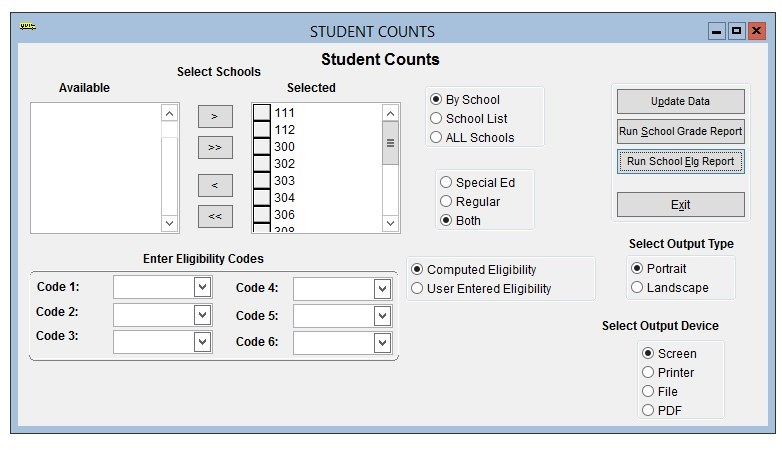 STUDENT COUNTS
Student Counts
Select Schools
Available
Selected
>
>>
<
<<
111
112
300
302
303
304
306
308
By School
School List
ALL Schools
Special Ed
Regular
Both
Update Data
Run School Grade Report
Run School Elg Report
Exit
Enter Eligibility Codes
Code 1:
Code 2:
Code 3:
Code 4:
Code 5:
Code 6:
Computed Eligibility
User Entered Eligibility
Select Output Type
Portrait
Landscape
Select Output Device
Screen
Printer
File
PDF